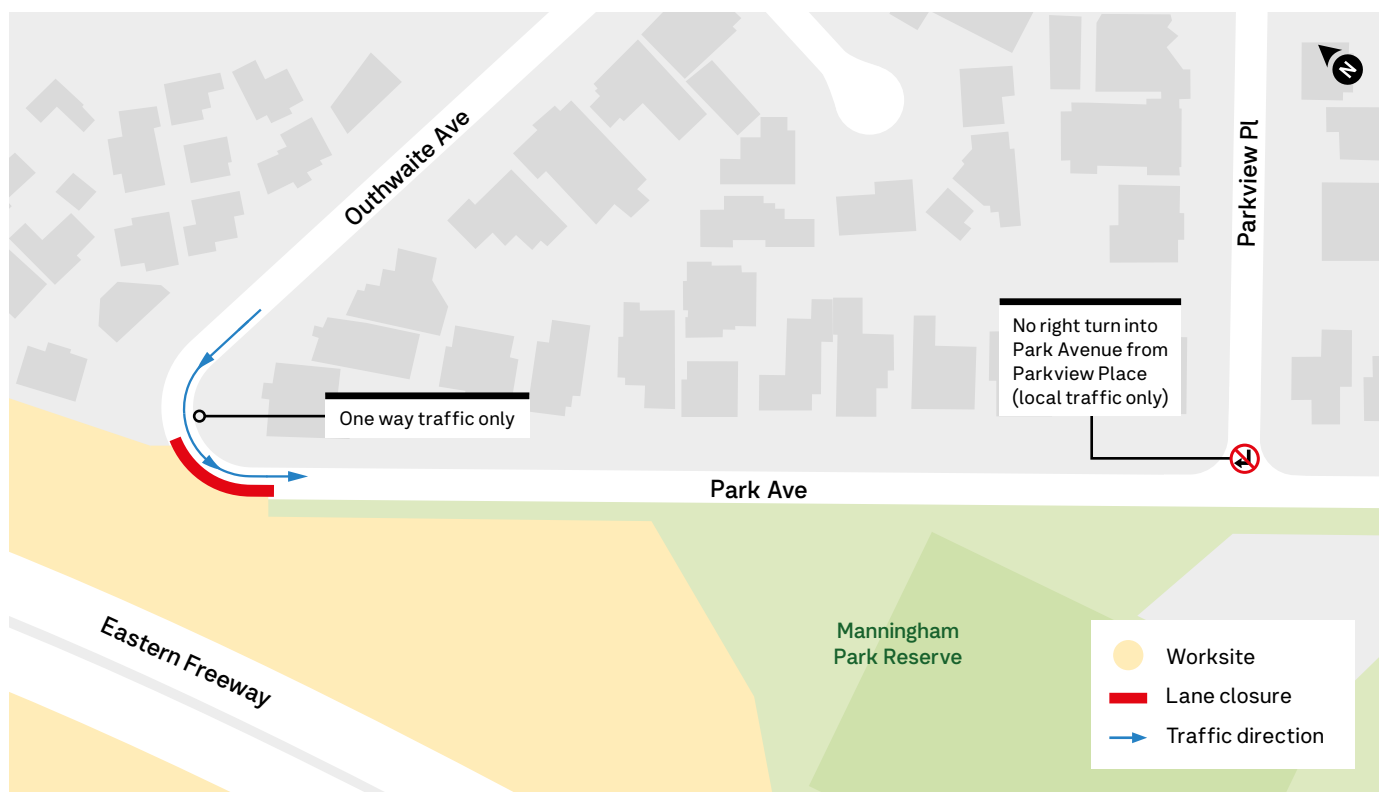 N
Outhwaite Ave
Parkview Pl
No right turn into
Park Avenue from
Parkview Place
(local traffic only)
One way traffic only
Park Ave
Eastern Freeway
Manningham
Park Reserve
Worksite
Lane closure
Traffic direction